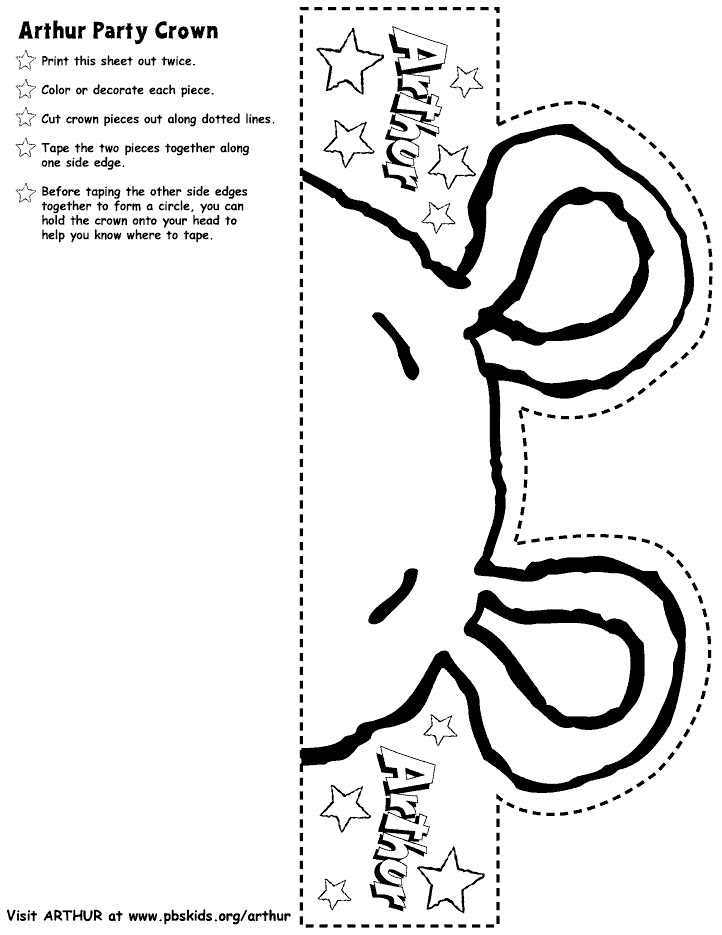 Arthur Party Crown
Print this sheet out twice.
Color or decorate each piece.
Cut crown pieces out along dotted lines.
Tape the two pieces together along
one side edge.
Before taping the other side edges
together to form a circle, you can
hold the crown onto your head to
help you know where to tape.
Arthur
Arthur
Visit ARTHUR at www.pbskids.org/arthur